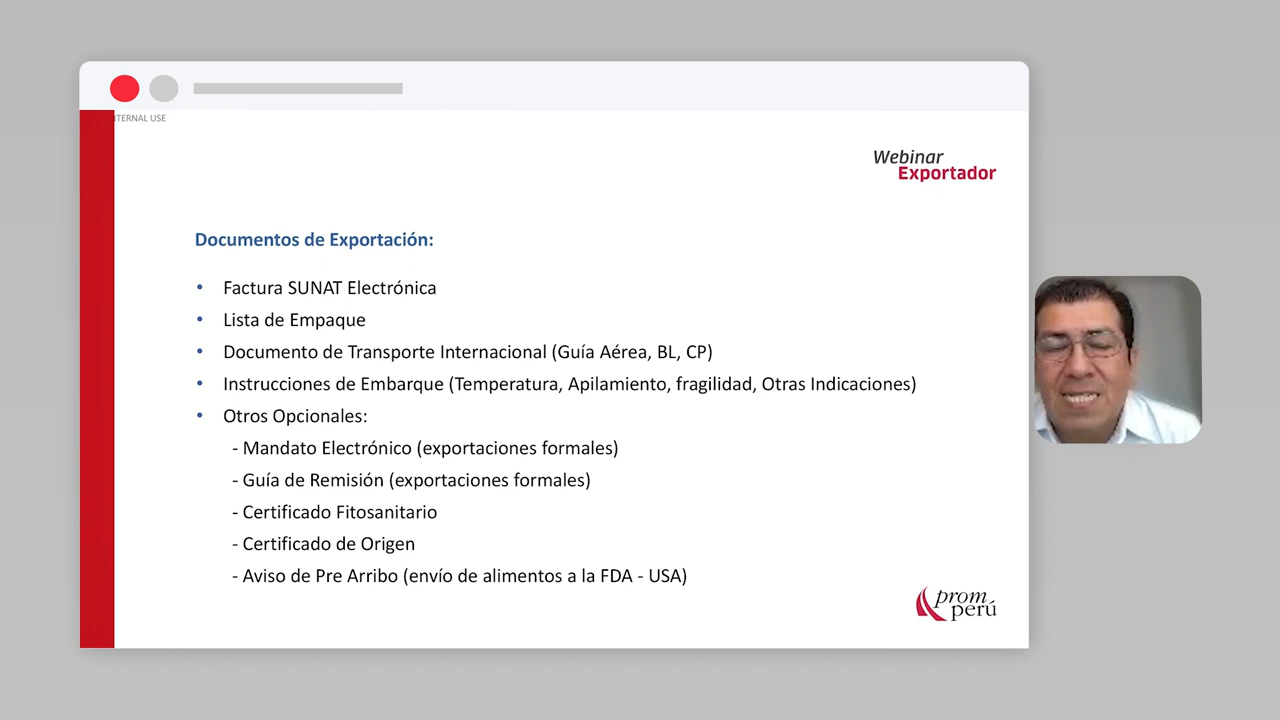 TERNAL USE
Webinar
Exportador
Documentos de Exportación:
• Factura SUNAT Electrónica
• Lista de Empaque
• Documento de Transporte Internacional (Guía Aérea, BL, CP)
• Instrucciones de Embarque (Temperatura, Apilamiento, fragilidad, Otras Indicaciones)
• Otros Opcionales:
- Mandato Electrónico (exportaciones formales)
- Guía de Remisión (exportaciones formales)
- Certificado Fitosanitario
- Certificado de Origen
- Aviso de Pre Arribo (envío de alimentos a la FDA - USA)
prom
perú